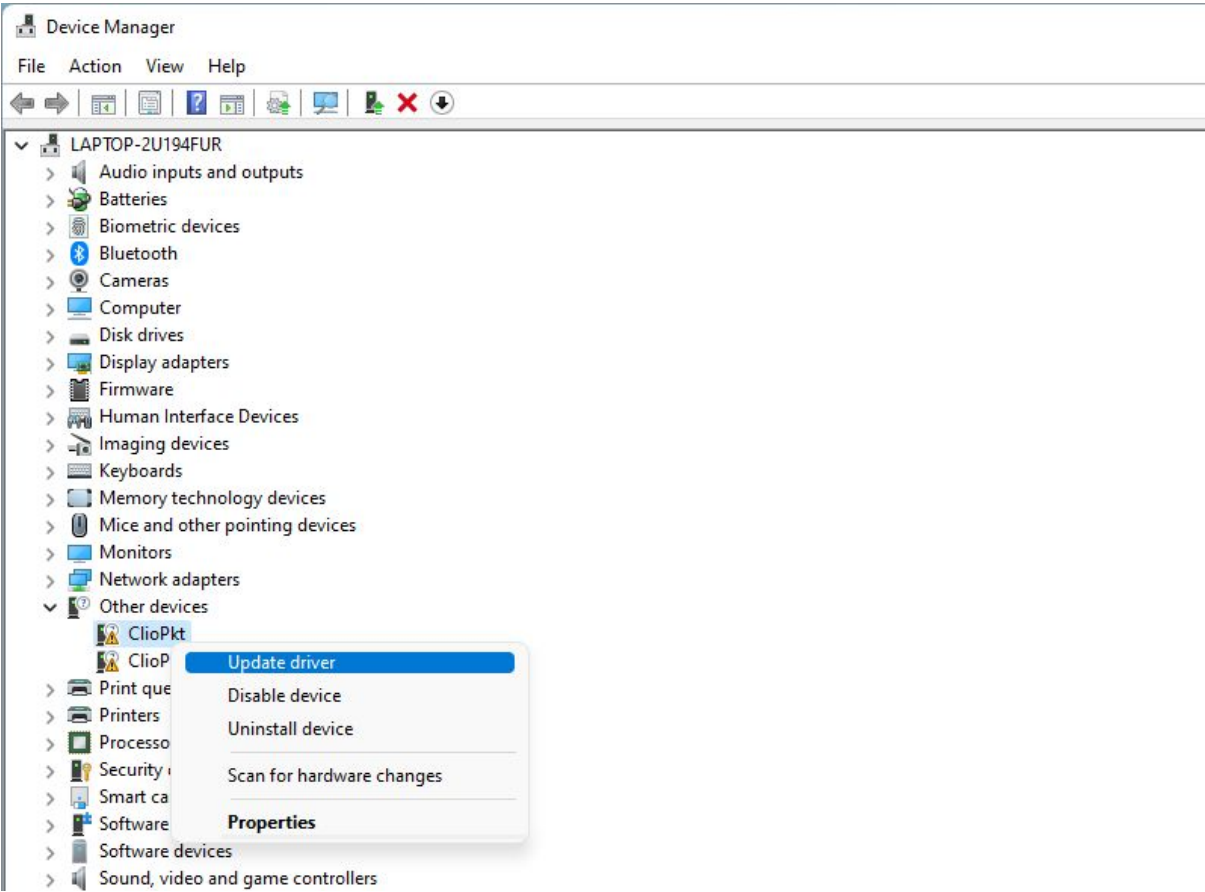 Device Manager
File Action View Help
LAPTOP-2U194FUR
Audio inputs and outputs
Batteries
Biometric devices
Bluetooth
Cameras
Computer
Disk drives
Display adapters
Firmware
Human Interface Devices
Imaging devices
Keyboards
Memory technology devices
Mice and other pointing devices
Monitors
Network adapters
Other devices
ClioPkt
ClioP
Update driver
Print que
Disable device
Printers
Uninstall device
Processo
Security
Scan for hardware changes
Smart ca
Software
Properties
Software devices
Sound, video and game controllers